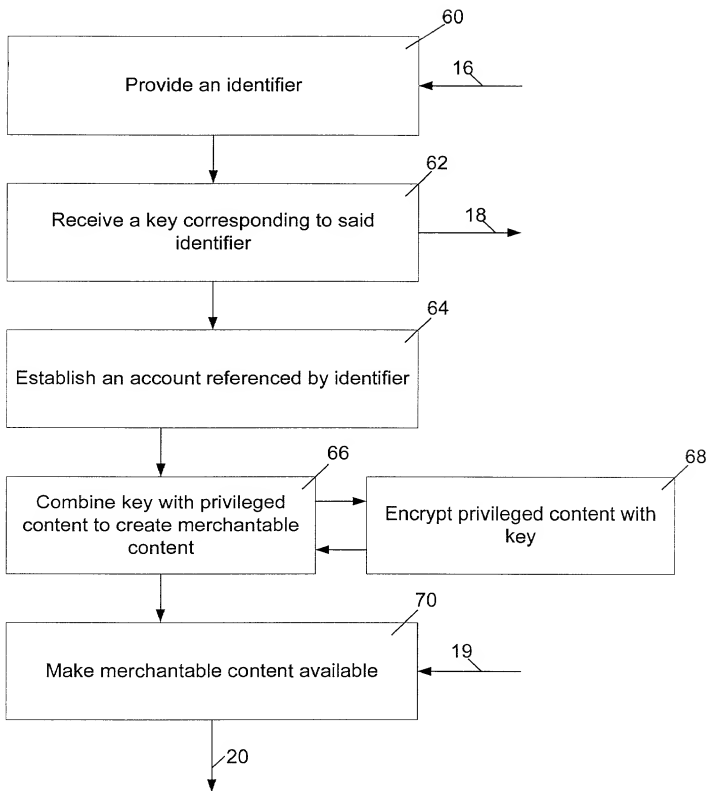 60
Provide an identifier
16
62
Receive a key corresponding to said
identifier
18
64
Establish an account referenced by identifier
66
Combine key with privileged
content to create merchantable
content
68
Encrypt privileged content with
key
70
Make merchantable content available
19
20